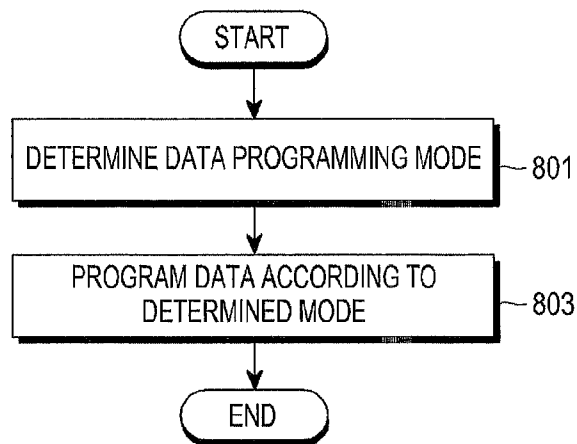 START
DETERMINE DATA PROGRAMMING MODE
801
PROGRAM DATA ACCORDING TO
DETERMINED MODE
803
END